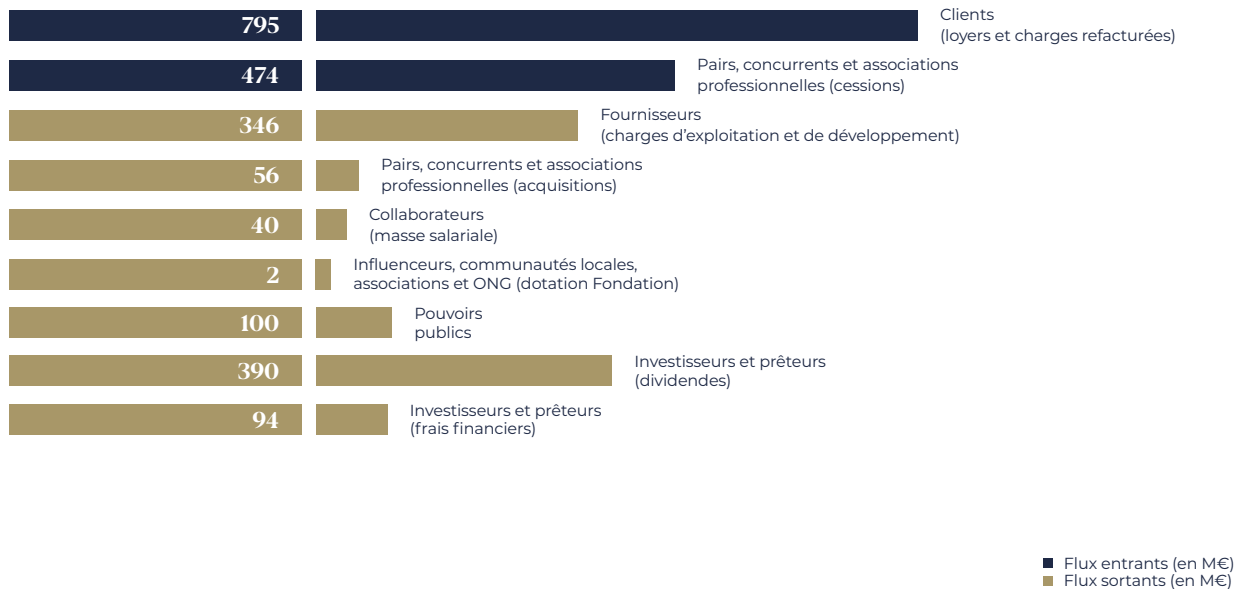 795
Clients
(loyers et charges refacturées)
474
Pairs, concurrents et associations
professionnelles (cessions)
346
Fournisseurs
(charges d’exploitation et de développement)
56
Pairs, concurrents et associations
professionnelles (acquisitions)
40
Collaborateurs
(masse salariale)
2
Influenceurs, communautés locales,
associations et ONG (dotation Fondation)
100
Pouvoirs
publics
390
Investisseurs et prêteurs
(dividendes)
94
Investisseurs et prêteurs
(frais financiers)
Flux entrants (en M€)
Flux sortants (en M€)